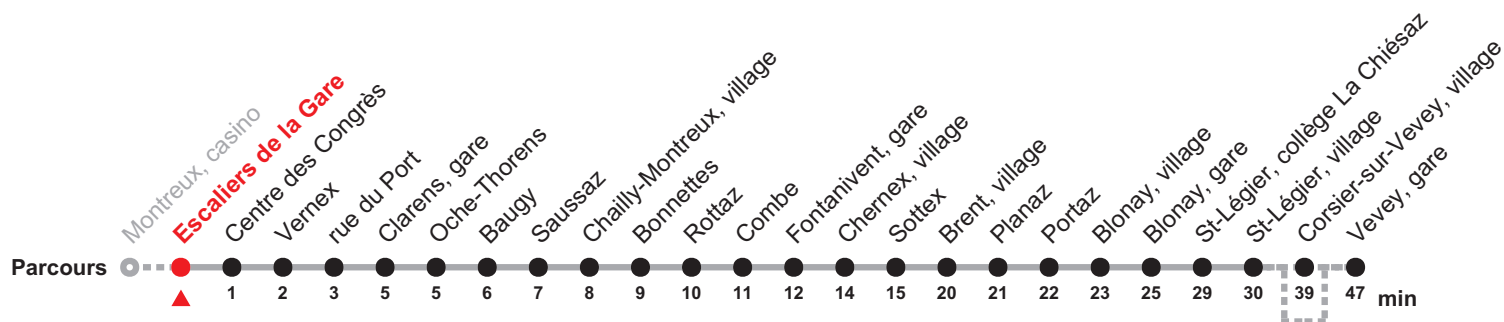 Montreux, casino
Escaliers de la Gare
Centre des Congrès
Vernex
rue du Port
Clarens, gare
Oche-Thorens
Baugy
Saussaz
Chailly-Montreux, village
Bonnettes
Rottaz
Combe
Fontanivent, gare
Chernex, village
Sottex
Brent, village
Planaz
Portaz
Blonay, village
Blonay, gare
St-Légier, collège La Chiésaz
St-Légier, village
Corsier-sur-Vevey, village
Vevey, gare
Parcours
1 2 3 5 5 6 7 8 9 10 11 12 14 15 20 21 22 23 25 29 30 39 47 min